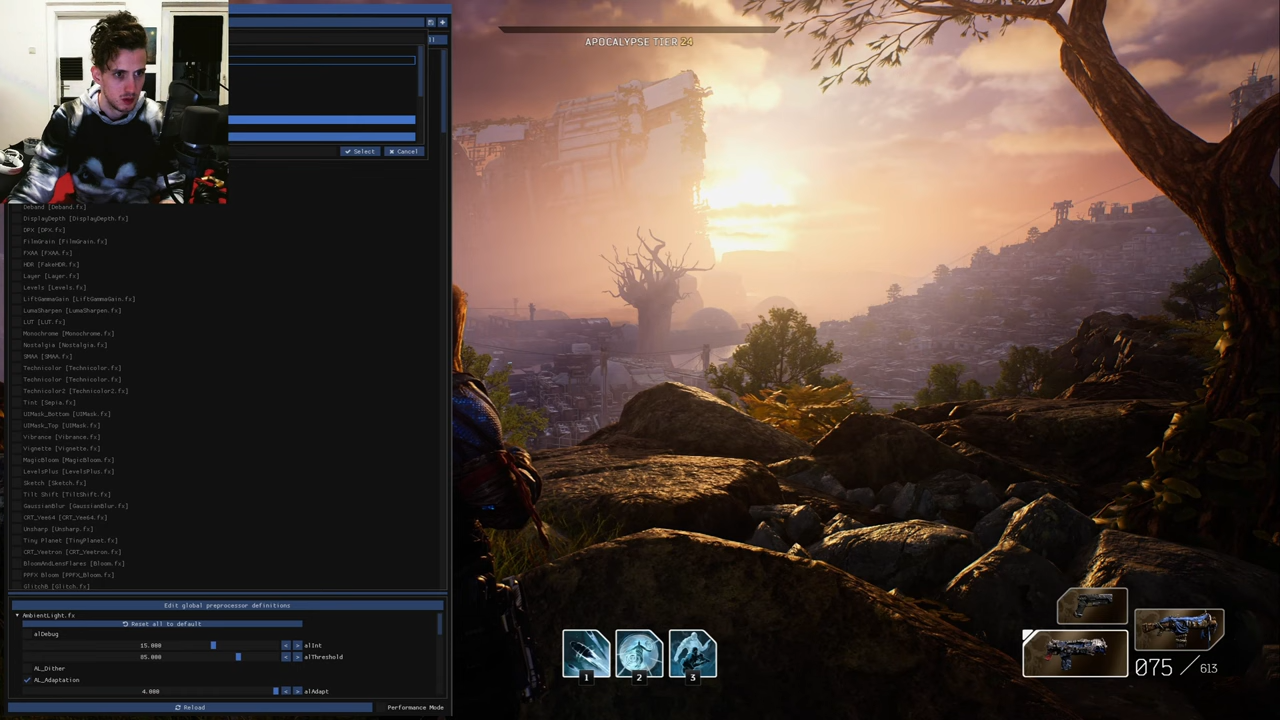 APOCALYPSE TIER 24
Select
Cancel
Deband [Deband.fx]
DisplayDepth [DisplayDepth.fx]
DPX [DPX.fx]
FilmGrain [FilmGrain.fx]
FXAA [FXAA.fx]
HDR [FakeHDR.fx]
Layer [Layer.fx]
Levels [Levels.fx]
LiftGammaGain [LiftGammaGain.fx]
LumaSharpen [LumaSharpen.fx]
LUT [LUT.fx]
Monochrome [Monochrome.fx]
Nostalgia [Nostalgia.fx]
SMAA [SMAA.fx]
Technicolor [Technicolor.fx]
Technicolor [Technicolor.fx]
Technicolor2 [Technicolor2.fx]
Tint [Sepia.fx]
UIMask_Bottom [UIMask.fx]
UIMask_Top [UIMask.fx]
Vibrance [Vibrance.fx]
Vignette [Vignette.fx]
MagicBloom [MagicBloom.fx]
LevelsPlus [LevelsPlus.fx]
Sketch [Sketch.fx]
Tilt Shift [TiltShift.fx]
GaussianBlur [GaussianBlur.fx]
CRT_Yee64 [CRT_Yee64.fx]
Unsharp [Unsharp.fx]
Tiny Planet [TinyPlanet.fx]
CRT_Yeetron [CRT_Yeetron.fx]
BloomAndLensFlares [Bloom.fx]
PPFX Bloom [PPFX_Bloom.fx]
GlitchB [Glitch.fx]
Edit global preprocessor definitions
AmbientLight.fx
Reset all to default
alDebug
15.000 < > alInt
85.000 < > alThreshold
AL_Dither
AL_Adaptation
4.000 < > alAdapt
Reload
Performance Mode
1 2 3
075 / 613